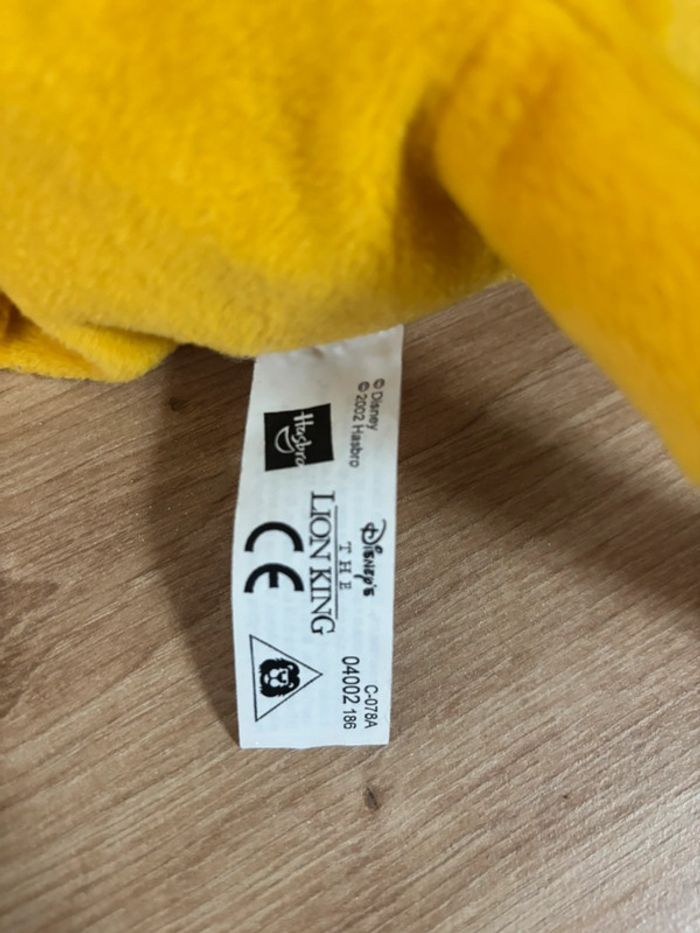 © Disney
© 2002 Hasbro
Hasbro
Disney's
THE
LION KING
CE
C-078A
04002 186